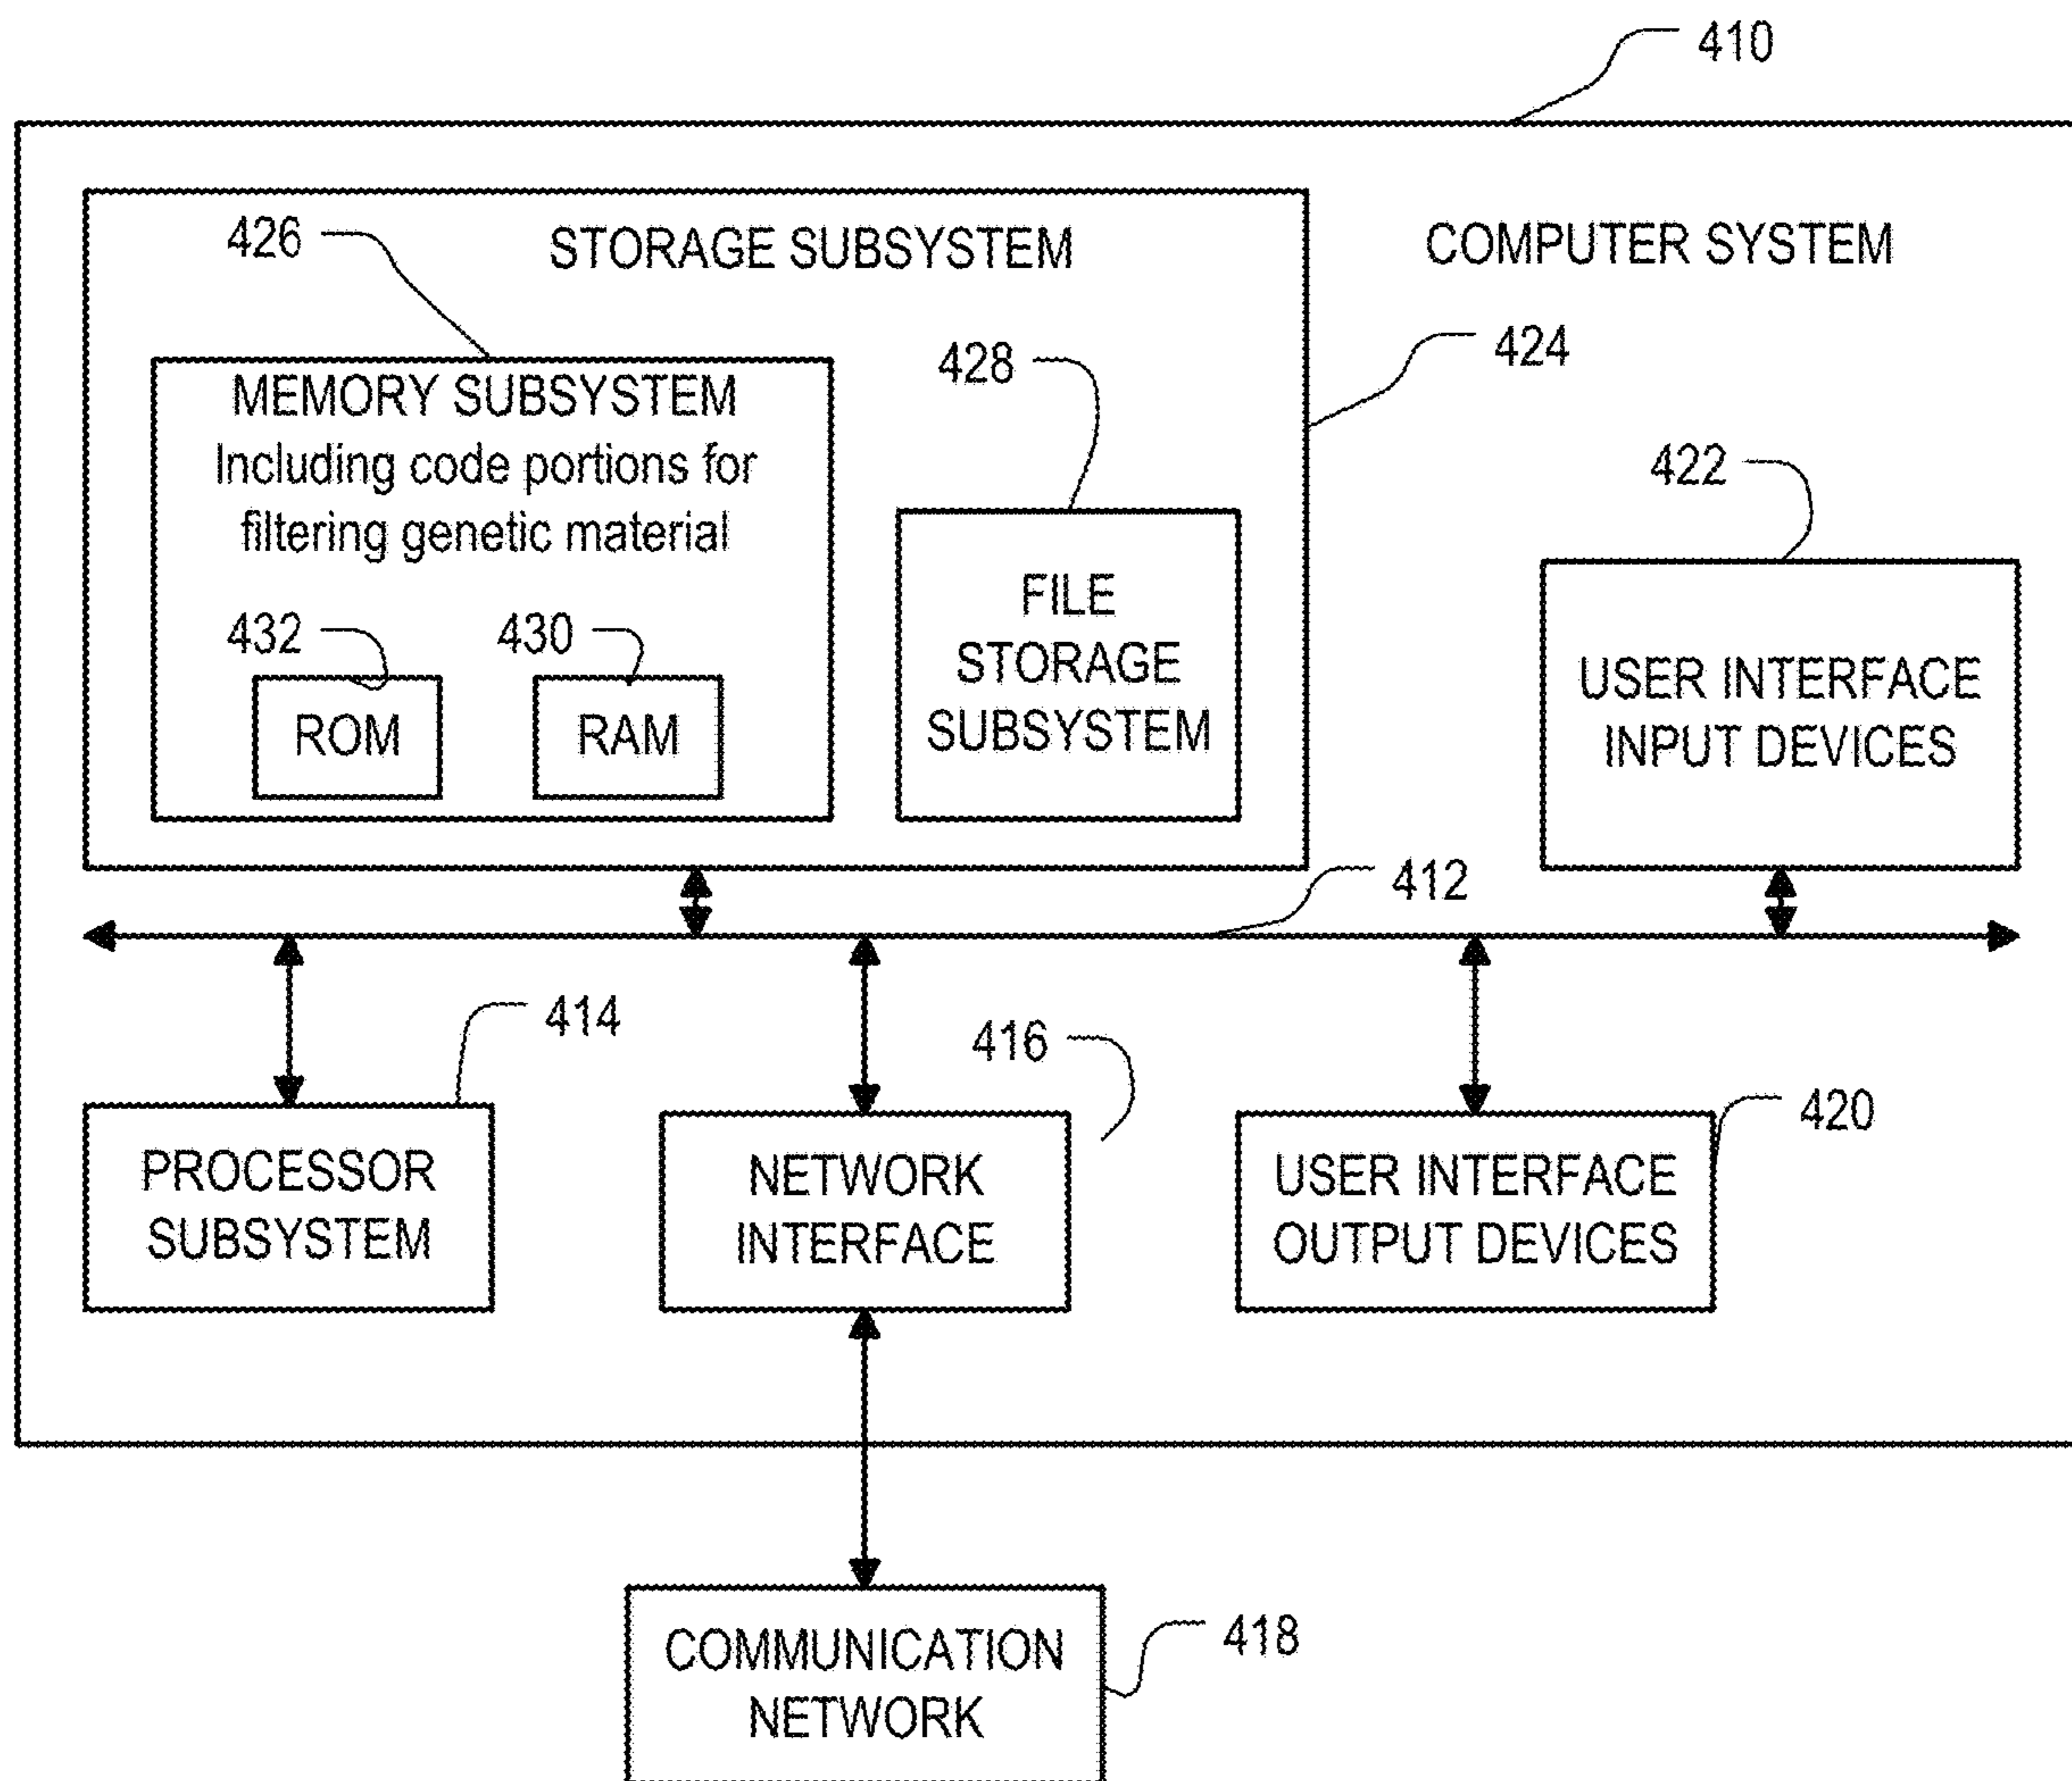 410
426
STORAGE SUBSYSTEM
COMPUTER SYSTEM
424
MEMORY SUBSYSTEM
Including code portions for
filtering genetic material
428
422
432
430
ROM
RAM
FILE
STORAGE
SUBSYSTEM
USER INTERFACE
INPUT DEVICES
412
414
416
420
PROCESSOR
SUBSYSTEM
NETWORK
INTERFACE
USER INTERFACE
OUTPUT DEVICES
COMMUNICATION
NETWORK
418